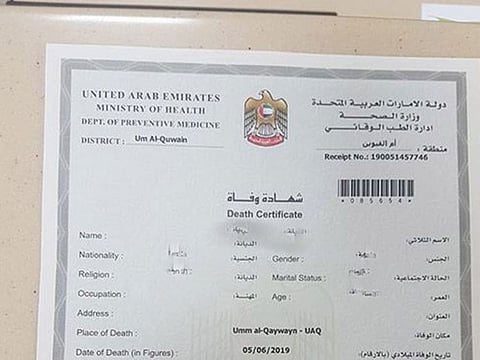 UNITED ARAB EMIRATES
MINISTRY OF HEALTH
DEPT. OF PREVENTIVE MEDICINE
DISTRICT : Um Al-Quwain
دولة الامارات العربية المتحدة
وزارة الصحة
ادارة الطب الوقائي
منطقة : أم القيوين
Receipt No.: 190051457746
*085654*
شهادة وفاة
Death Certificate
Name : الاسم الثلاثي:
الديانة:
Nationality : الجنسية: Gender : الجنس:
Religion : الديانة: Marital Status : الحالة الاجتماعية:
Occupation : المهنة: Age : العمر:
Address : العنوان:
Place of Death: Umm al-Qaywayn - UAQ مكان الوفاة:
Date of Death (in Figures) : 05/06/2019 تاريخ الوفاة الميلادي (بالأرقام):